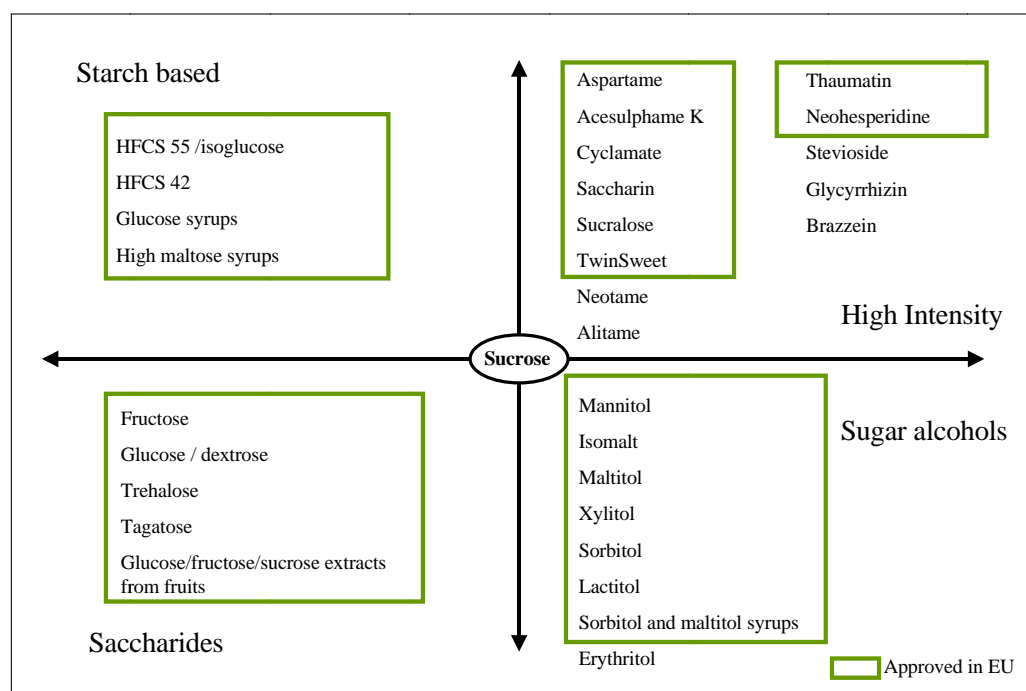 Starch based
HFCS 55 /isoglucose
HFCS 42
Glucose syrups
High maltose syrups
Aspartame
Acesulphame K
Cyclamate
Saccharin
Sucralose
TwinSweet
Neotame
Alitame
Thaumatin
Neohesperidine
Stevioside
Glycyrrhizin
Brazzein
High Intensity
Sucrose
Fructose
Glucose / dextrose
Trehalose
Tagatose
Glucose/fructose/sucrose extracts
from fruits
Saccharides
Mannitol
Isomalt
Maltitol
Xylitol
Sorbitol
Lactitol
Sorbitol and maltitol syrups
Erythritol
Sugar alcohols
Approved in EU